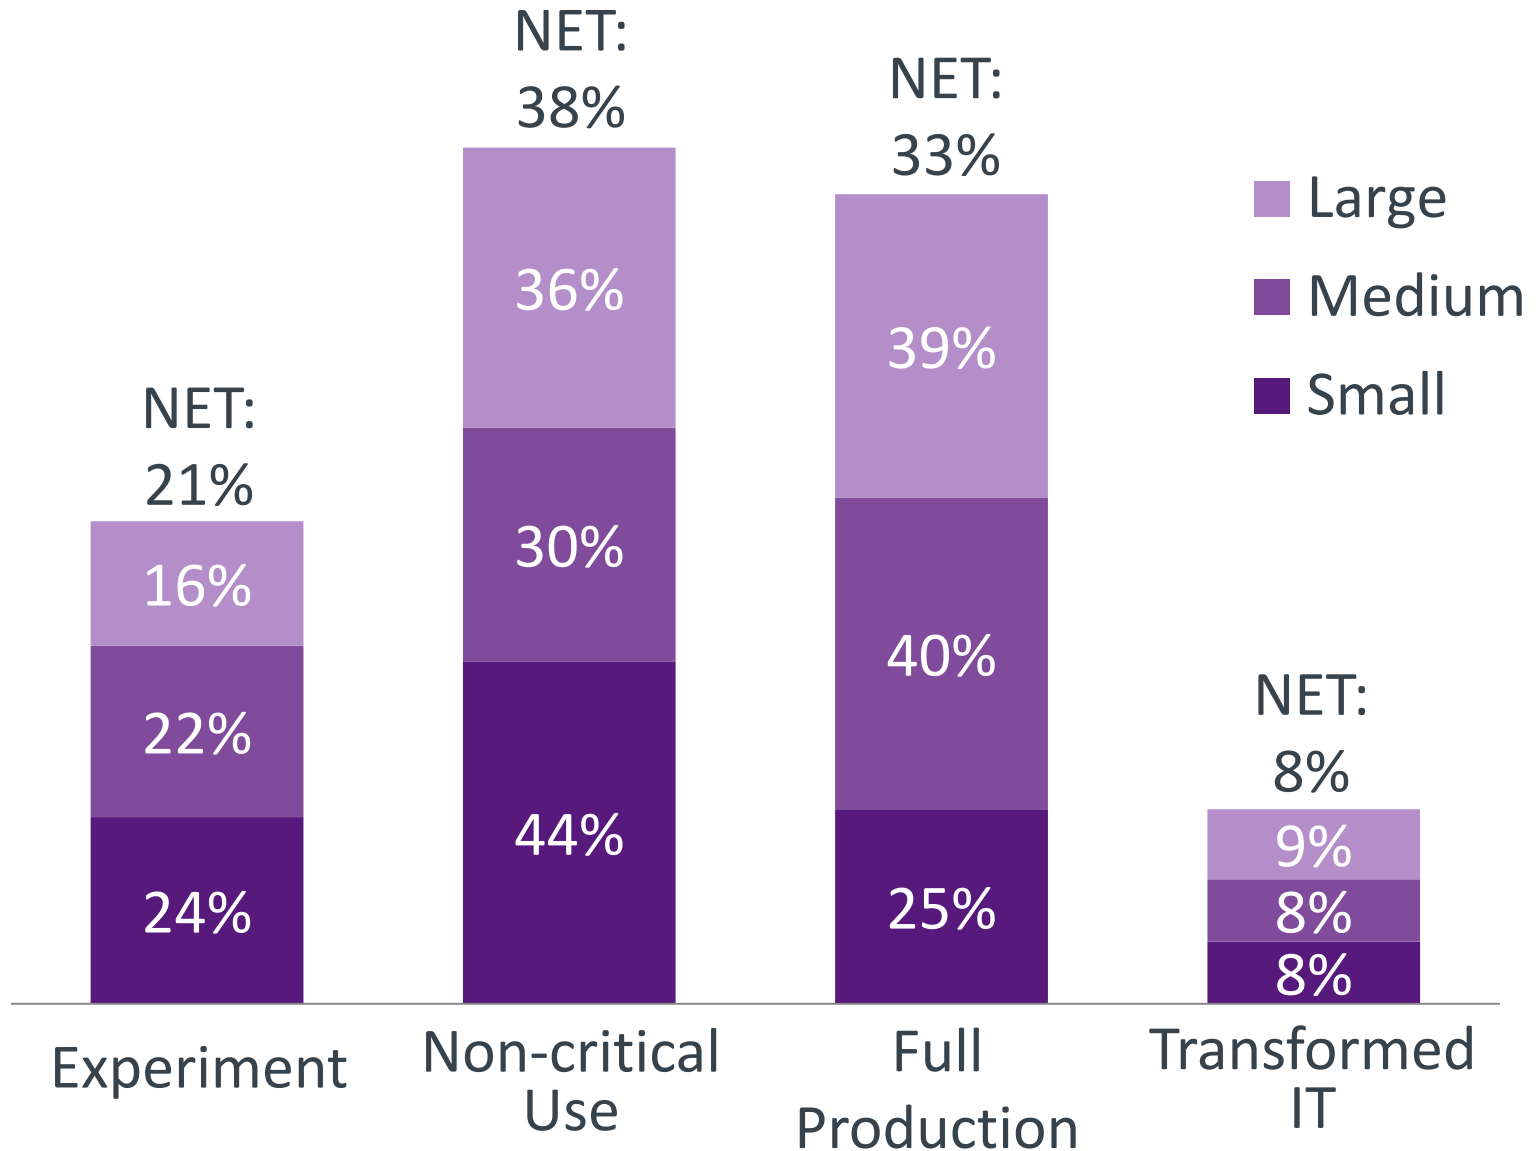 NET:
38%
NET:
33%
NET:
21%
NET:
8%
Large
Medium
Small
16%
22%
24%
36%
30%
44%
39%
40%
25%
9%
8%
8%
Experiment
Non-critical
Use
Full
Production
Transformed
IT